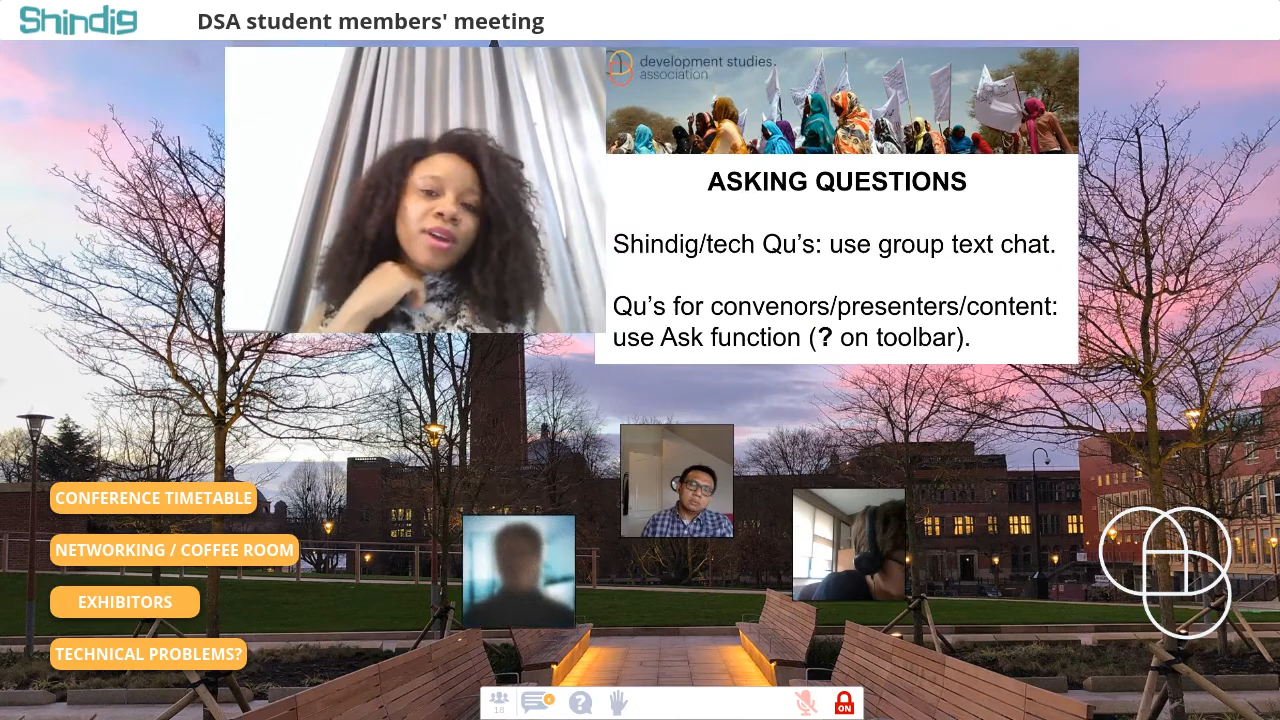 Shindig
DSA student members' meeting
development studies
association
ASKING QUESTIONS
Shindig/tech Qu's: use group text chat.
Qu's for convenors/presenters/content:
use Ask function (? on toolbar).
CONFERENCE TIMETABLE
NETWORKING / COFFEE ROOM
EXHIBITORS
TECHNICAL PROBLEMS?
18
?
ON